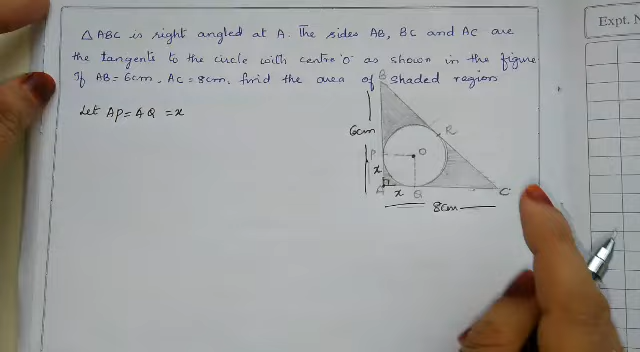 △ ABC is right angled at A. The sides AB, BC and AC are
the tangents to the circle with centre 'O' as shown in the figure
If AB = 6cm, AC = 8cm, find the area of shaded region
Let AP = AQ = x
B
6cm
R
P
O
x
A
x
Q
C
8cm
Expt. N